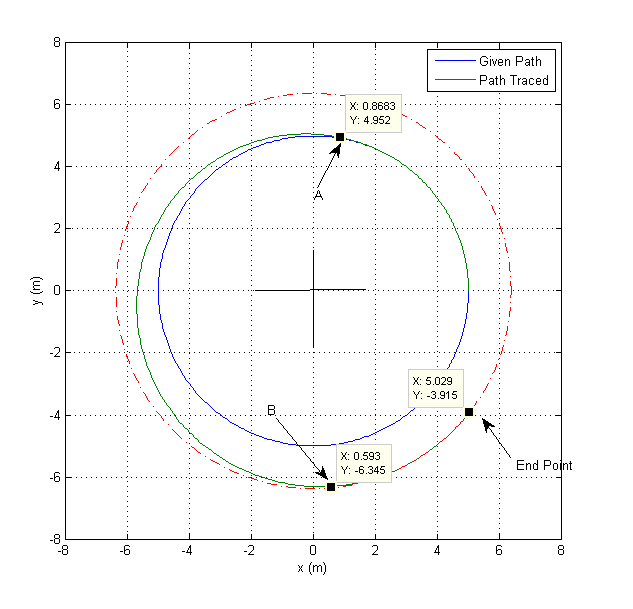 8
6
4
2
0
-2
-4
-6
-8
y (m)
Given Path
Path Traced
X: 0.8683
Y: 4.952
A
X: 5.029
Y: -3.915
B
X: 0.593
Y: -6.345
End Point
-8 -6 -4 -2 0 2 4 6 8
x (m)